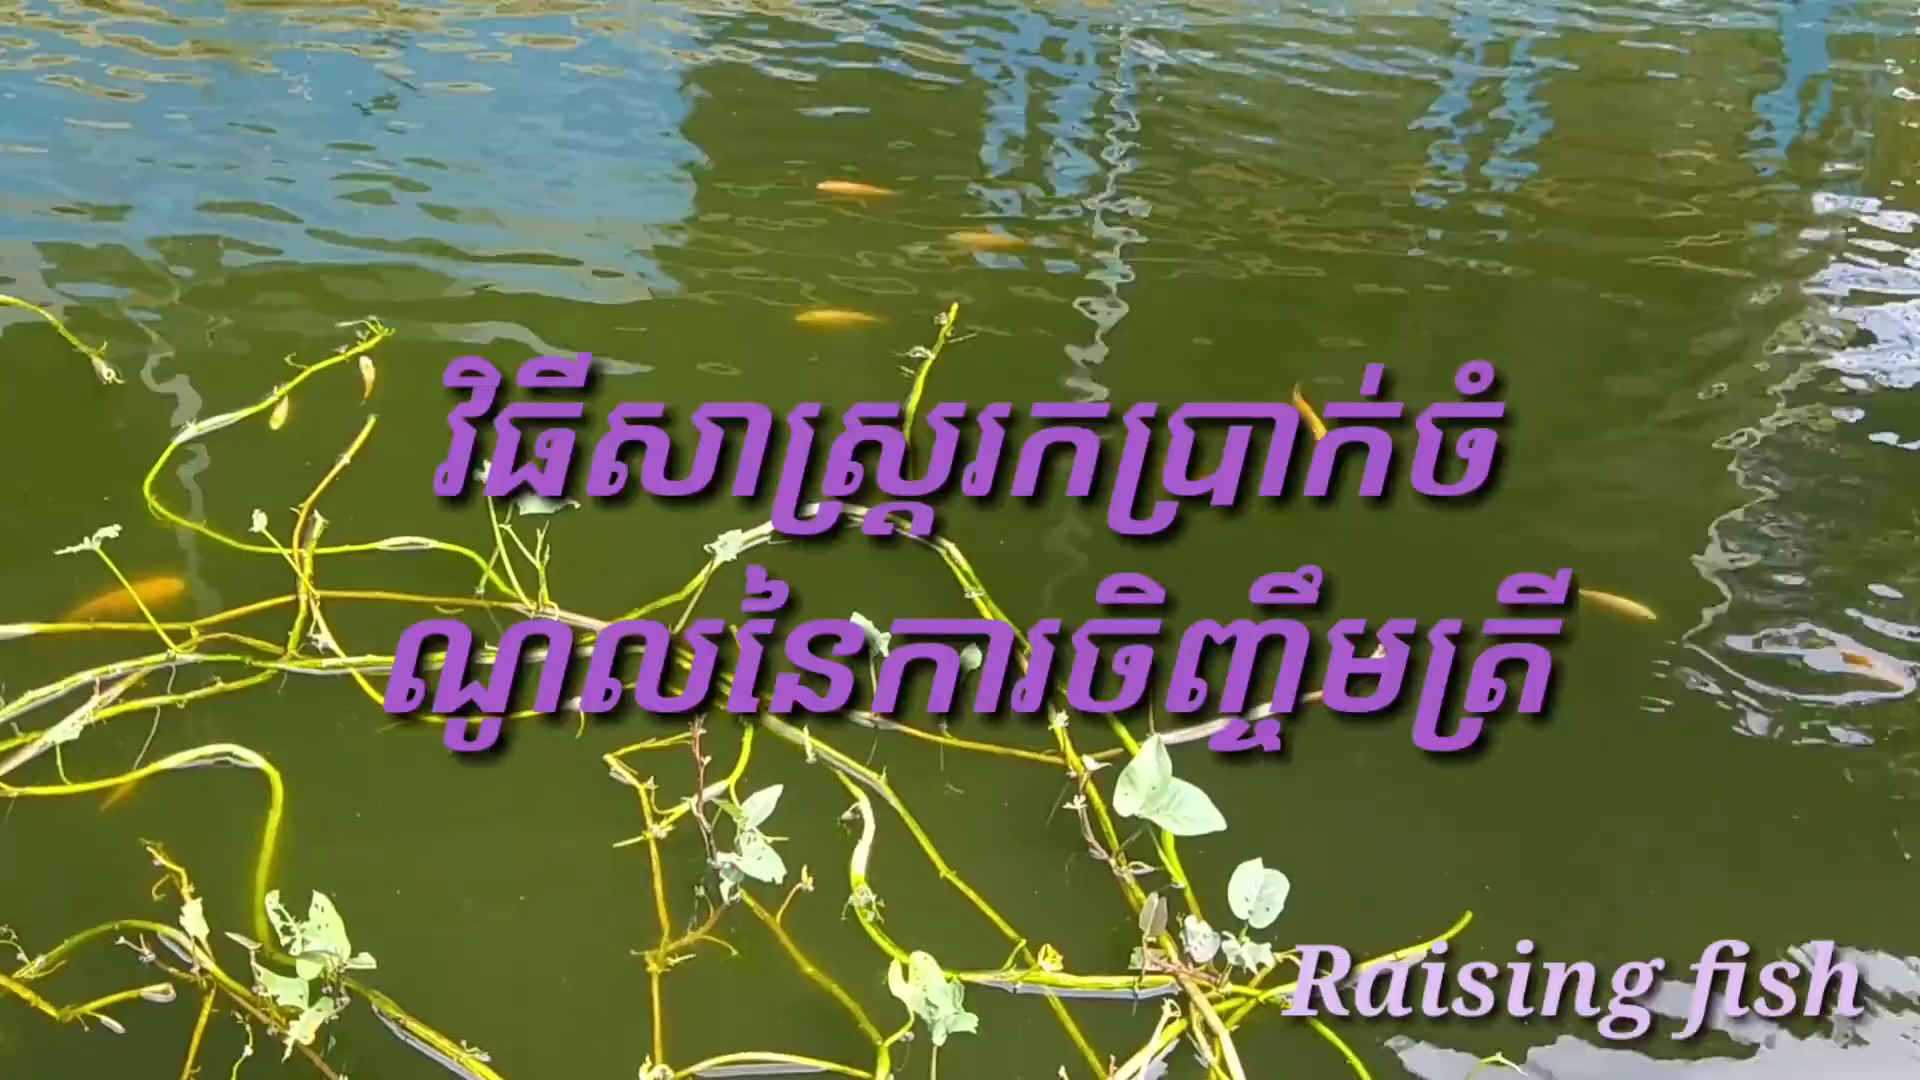 វិធីសាស្ត្ររកប្រាក់ចំ
ណូលនៃការចិញ្ចឹមត្រី
Raising fish